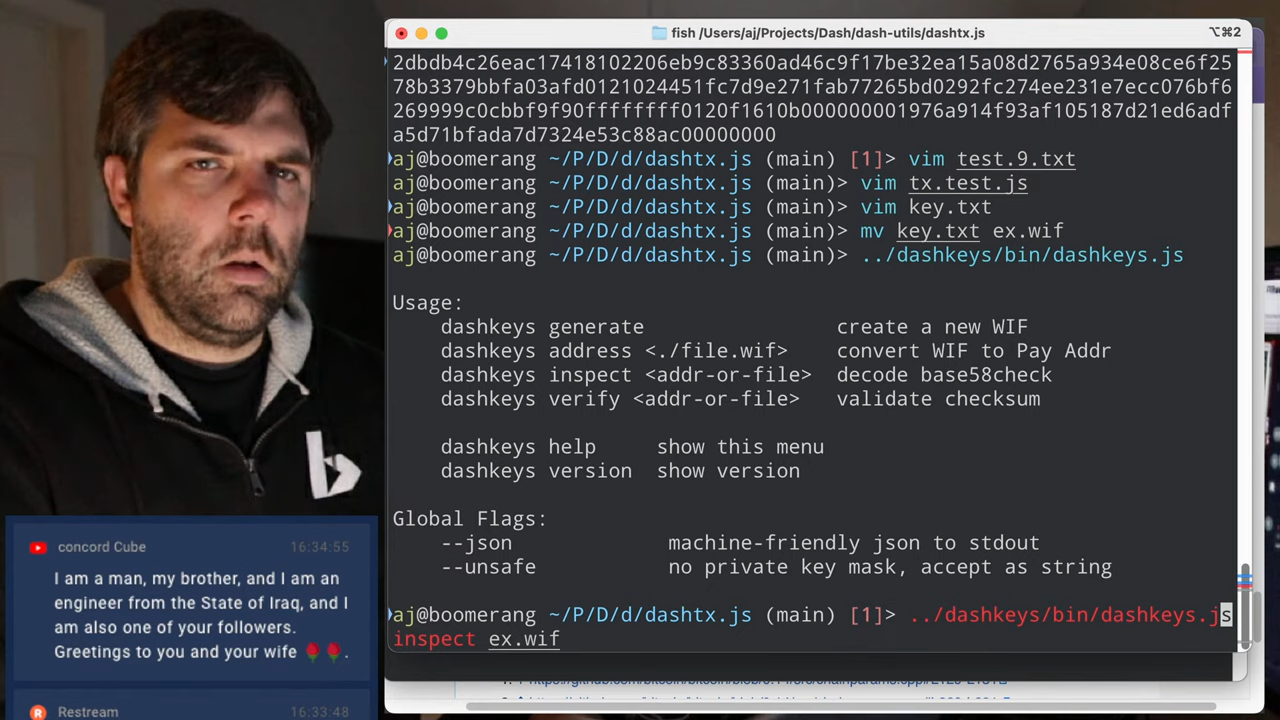 fish /Users/aj/Projects/Dash/dash-utils/dashtx.js
⌥⌘2
2dbdb4c26eac17418102206eb9c83360ad4bc9f17be32ea15a08d2765a934e08ce6f25
78b3379bbfa03afd0121024451fc7d9e271fab77265bd0292fc274ee231e7ecc076bf6
269999c0cbbf9f90ffffffff0120f1610b000000001976a914f93af105187d21ed6adf
a5d71bfada7d7324e53c88ac00000000
aj@boomerang ~/P/D/d/dashtx.js (main) [1]> vim test.9.txt
aj@boomerang ~/P/D/d/dashtx.js (main)> vim tx.test.js
aj@boomerang ~/P/D/d/dashtx.js (main)> vim key.txt
aj@boomerang ~/P/D/d/dashtx.js (main)> mv key.txt ex.wif
aj@boomerang ~/P/D/d/dashtx.js (main)> ../dashkeys/bin/dashkeys.js
Usage:
dashkeys generate create a new WIF
dashkeys address <./file.wif> convert WIF to Pay Addr
dashkeys inspect <addr-or-file> decode base58check
dashkeys verify <addr-or-file> validate checksum
dashkeys help show this menu
dashkeys version show version
Global Flags:
--json machine-friendly json to stdout
--unsafe no private key mask, accept as string
aj@boomerang ~/P/D/d/dashtx.js (main) [1]> ../dashkeys/bin/dashkeys.js
inspect ex.wif
concord Cube 16:34:55
I am a man, my brother, and I am an
engineer from the State of Iraq, and I
am also one of your followers.
Greetings to you and your wife 🌹🌹.
Restream 16:33:48